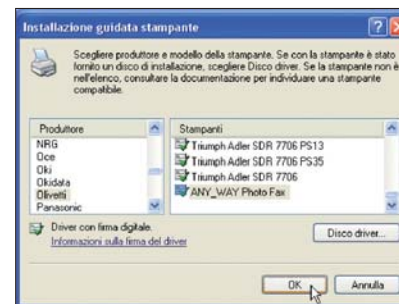 Installazione guidata stampante
Scegliere produttore e modello della stampante. Se con la stampante è stato
fornito un disco di installazione, scegliere Disco driver. Se la stampante non è
nell'elenco, consultare la documentazione per individuare una stampante
compatibile.
Produttore
NRG
Oce
Oki
Okidata
Olivetti
Panasonic
Stampanti
Triumph Adler SDR 7706 PS13
Triumph Adler SDR 7706 PS35
Triumph Adler SDR 7706
ANY_WAY Photo Fax
Driver con firma digitale.
Informazioni sulla firma del driver
Disco driver...
OK
Annulla